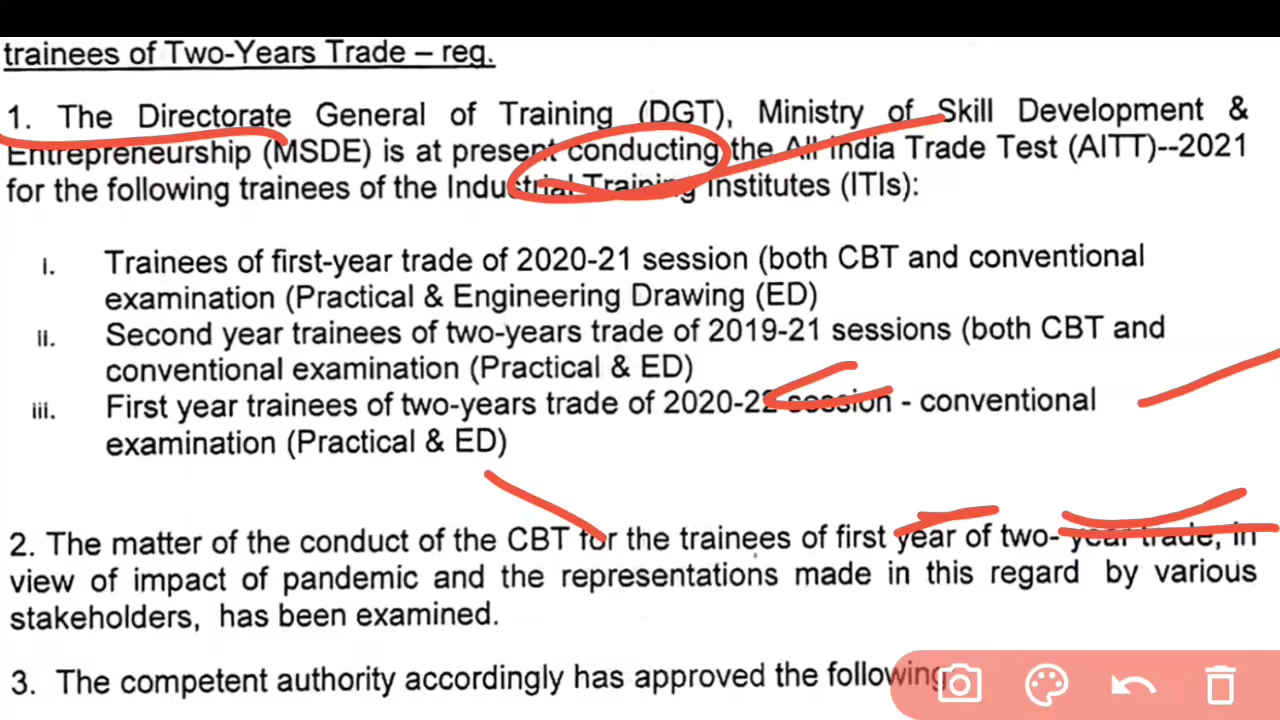 trainees of Two-Years Trade – reg.
1. The Directorate General of Training (DGT), Ministry of Skill Development &
Entrepreneurship (MSDE) is at present conducting the All India Trade Test (AITT)--2021
for the following trainees of the Industrial Training Institutes (ITIs):
i. Trainees of first-year trade of 2020-21 session (both CBT and conventional
examination (Practical & Engineering Drawing (ED)
ii. Second year trainees of two-years trade of 2019-21 sessions (both CBT and
conventional examination (Practical & ED)
iii. First year trainees of two-years trade of 2020-22 session - conventional
examination (Practical & ED)
2. The matter of the conduct of the CBT for the trainees of first year of two- year trade, in
view of impact of pandemic and the representations made in this regard by various
stakeholders, has been examined.
3. The competent authority accordingly has approved the following